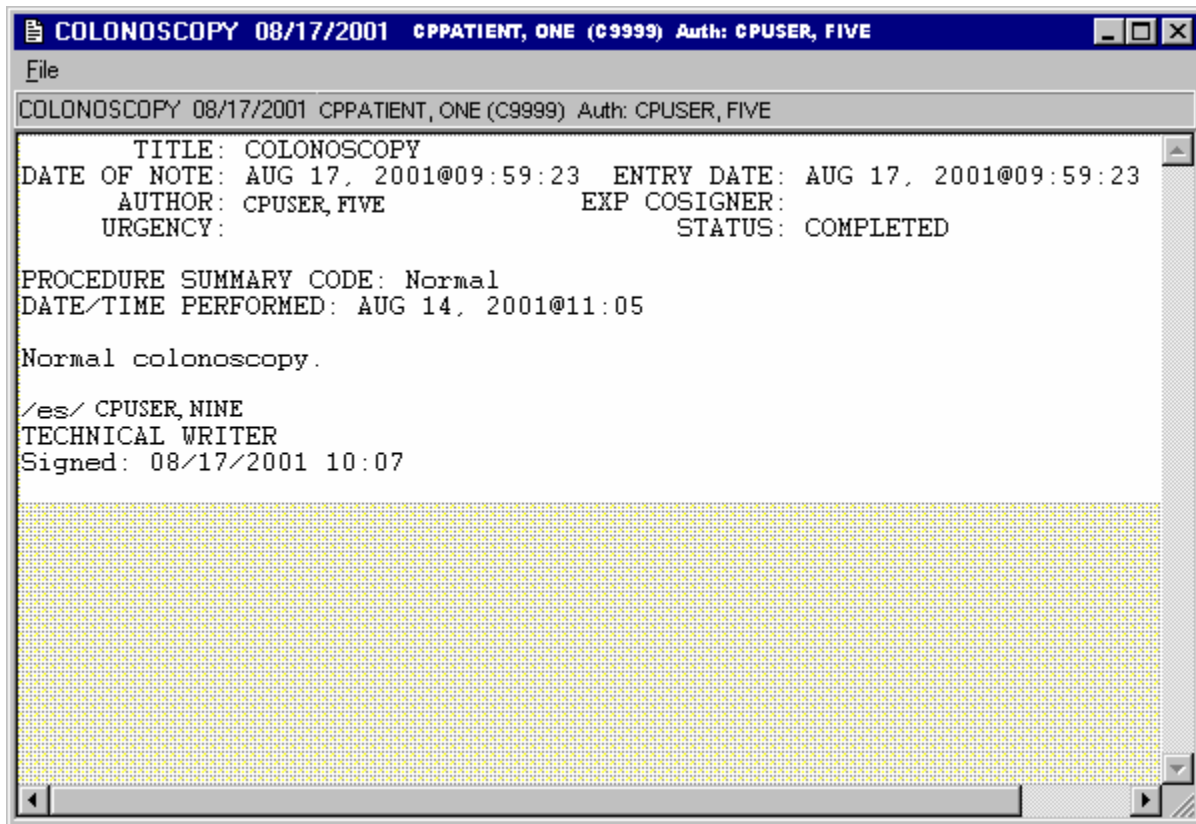 COLONOSCOPY 08/17/2001 CPPATIENT, ONE (C9999) Auth: CPUSER, FIVE
File
COLONOSCOPY 08/17/2001 CPPATIENT, ONE (C9999) Auth: CPUSER, FIVE
TITLE: COLONOSCOPY
DATE OF NOTE: AUG 17, 2001@09:59:23 ENTRY DATE: AUG 17, 2001@09:59:23
AUTHOR: CPUSER, FIVE EXP COSIGNER:
URGENCY: STATUS: COMPLETED
PROCEDURE SUMMARY CODE: Normal
DATE/TIME PERFORMED: AUG 14, 2001@11:05
Normal colonoscopy.
/es/ CPUSER, NINE
TECHNICAL WRITER
Signed: 08/17/2001 10:07